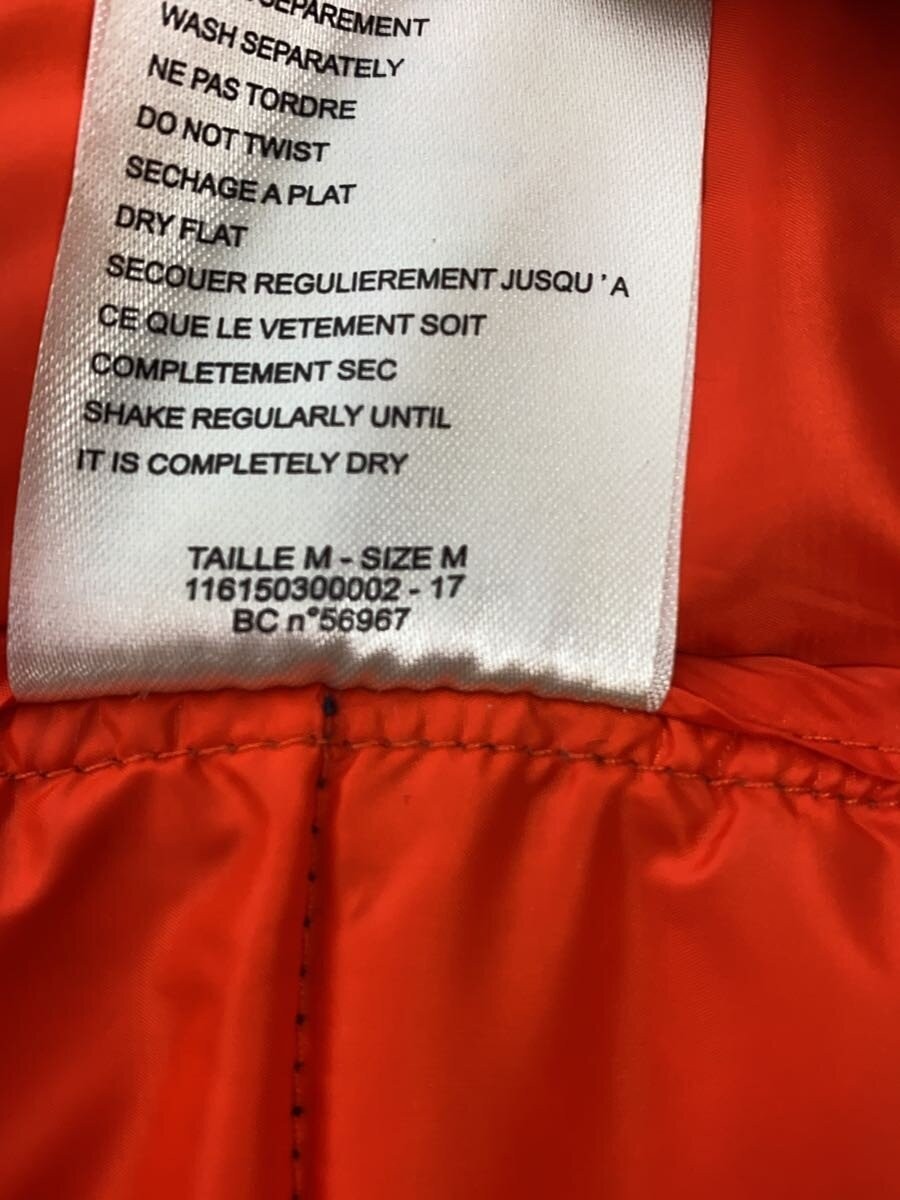 SEPAREMENT
WASH SEPARATELY
NE PAS TORDRE
DO NOT TWIST
SECHAGE A PLAT
DRY FLAT
SECOUER REGULIEREMENT JUSQU'A
CE QUE LE VETEMENT SOIT
COMPLETEMENT SEC
SHAKE REGULARLY UNTIL
IT IS COMPLETELY DRY
TAILLE M - SIZE M
116150300002 - 17
BC n°56967